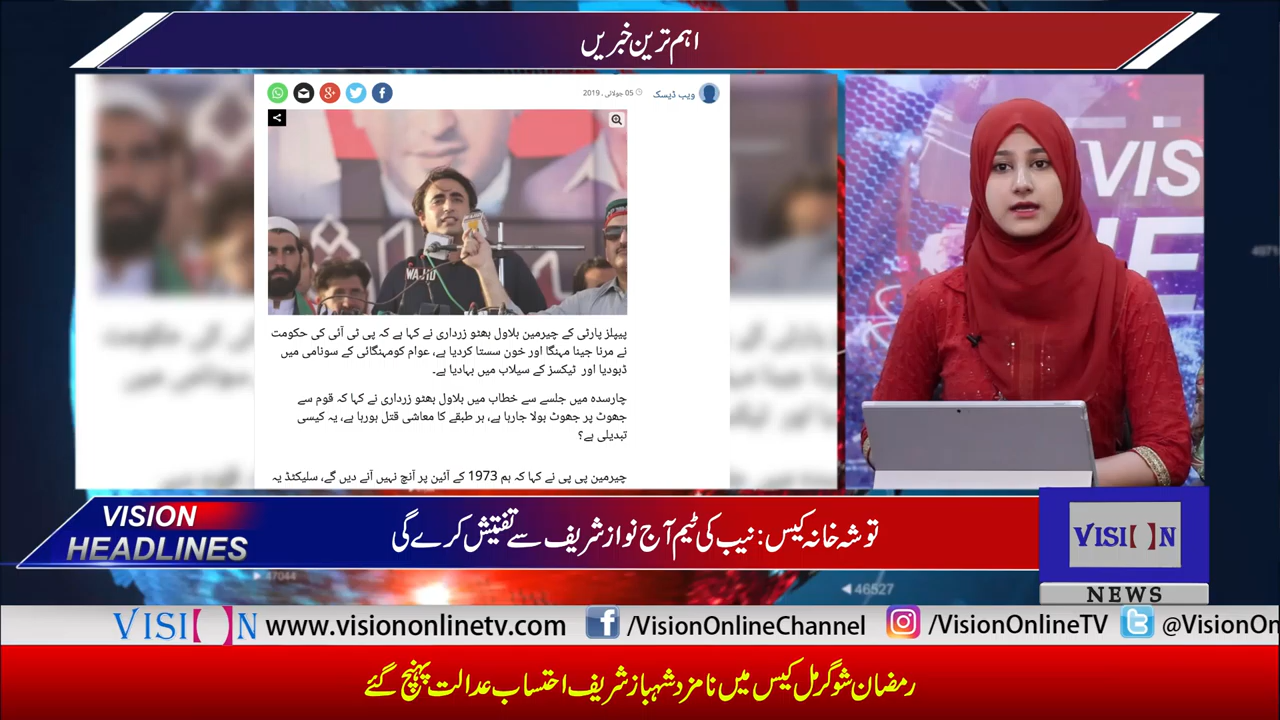 اہم ترین خبریں
ویب ڈیسک
05 جولائی، 2019
WAJID
پیپلز پارٹی کے چیرمین بلاول بھٹو زرداری نے کہا ہے کہ پی ٹی آئی کی حکومت
نے مرنا جینا مہنگا اور خون سستا کردیا ہے، عوام کومہنگائی کے سونامی میں
ڈبودیا اور ٹیکسز کے سیلاب میں بہادیا ہے۔
چارسدہ میں جلسے سے خطاب میں بلاول بھٹو زرداری نے کہا کہ قوم سے
جھوٹ پر جھوٹ بولا جارہا ہے، ہر طبقے کا معاشی قتل ہورہا ہے، یہ کیسی
تبدیلی ہے؟
چیرمین پی پی نے کہا کہ ہم 1973 کے آئین پر آنچ نہیں آنے دیں گے، سلیکٹڈ یہ
VIS
NE
VISION
HEADLINES
توشہ خانہ کیس: نیب کی ٹیم آج نواز شریف سے تفتیش کرے گی
VISION
NEWS
47044
46527
VISION www.visiononlinetv.com /VisionOnlineChannel /VisionOnlineTV @VisionOn
رمضان شوگر مل کیس میں نامزد شہباز شریف احتساب عدالت پہنچ گئے